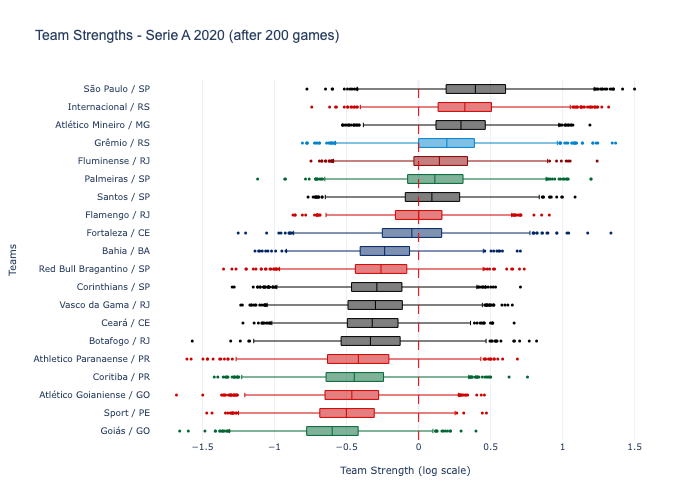 Team Strengths - Serie A 2020 (after 200 games)
São Paulo / SP
Internacional / RS
Atlético Mineiro / MG
Grêmio / RS
Fluminense / RJ
Palmeiras / SP
Santos / SP
Flamengo / RJ
Fortaleza / CE
Bahia / BA
Red Bull Bragantino / SP
Corinthians / SP
Vasco da Gama / RJ
Ceará / CE
Botafogo / RJ
Athletico Paranaense / PR
Coritiba / PR
Atlético Goianiense / GO
Sport / PE
Goiás / GO
Teams
−1.5 −1 −0.5 0 0.5 1 1.5
Team Strength (log scale)